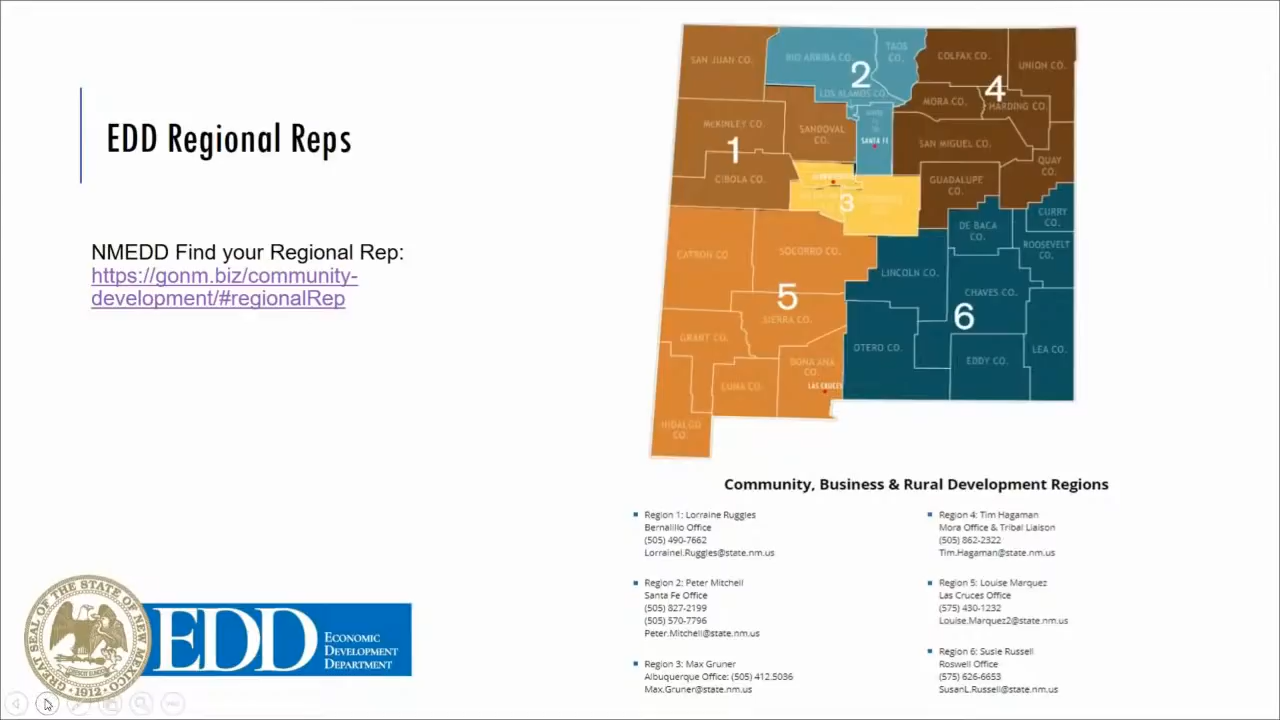 EDD Regional Reps
NMEDD Find your Regional Rep:
https://gonm.biz/community-
development/#regionalRep
SAN JUAN CO.
RIO ARRIBA CO.
TAOS
CO.
COLFAX CO.
UNION CO.
2
4
LOS ALAMOS CO.
MORA CO.
HARDING CO.
McKINLEY CO.
SANDOVAL
CO.
SANTA FE
SAN MIGUEL CO.
1
QUAY
CO.
CIBOLA CO.
GUADALUPE
CO.
3
CURRY
CO.
DE BACA
CO.
ROOSEVELT
CO.
CATRON CO.
SOCORRO CO.
LINCOLN CO.
CHAVES CO.
5
6
SIERRA CO.
GRANT CO.
OTERO CO.
LEA CO.
DONA ANA
CO.
EDDY CO.
LUNA CO.
LAS CRUCES
HIDALGO
CO.
Community, Business & Rural Development Regions
Region 1: Lorraine Ruggles
Bernalillo Office
(505) 490-7662
Lorrainel.Ruggles@state.nm.us
Region 2: Peter Mitchell
Santa Fe Office
(505) 827-2199
(505) 570-7796
Peter.Mitchell@state.nm.us
Region 3: Max Gruner
Albuquerque Office: (505) 412.5036
Max.Gruner@state.nm.us
Region 4: Tim Hagaman
Mora Office & Tribal Liaison
(505) 862-2322
Tim.Hagaman@state.nm.us
Region 5: Louise Marquez
Las Cruces Office
(575) 430-1232
Louise.Marquez2@state.nm.us
Region 6: Susie Russell
Roswell Office
(575) 626-6653
SusanL.Russell@state.nm.us
GREAT SEAL OF THE STATE OF NEW MEXICO
1912
EDD
ECONOMIC
DEVELOPMENT
DEPARTMENT